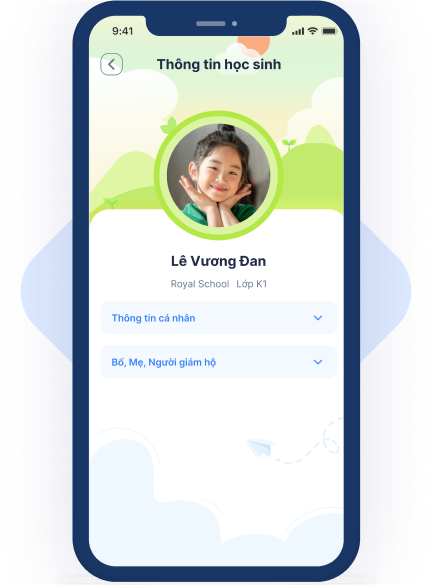 9:41
Thông tin học sinh
Lê Vương Đan
Royal School Lớp K1
Thông tin cá nhân
Bố, Mẹ, Người giám hộ